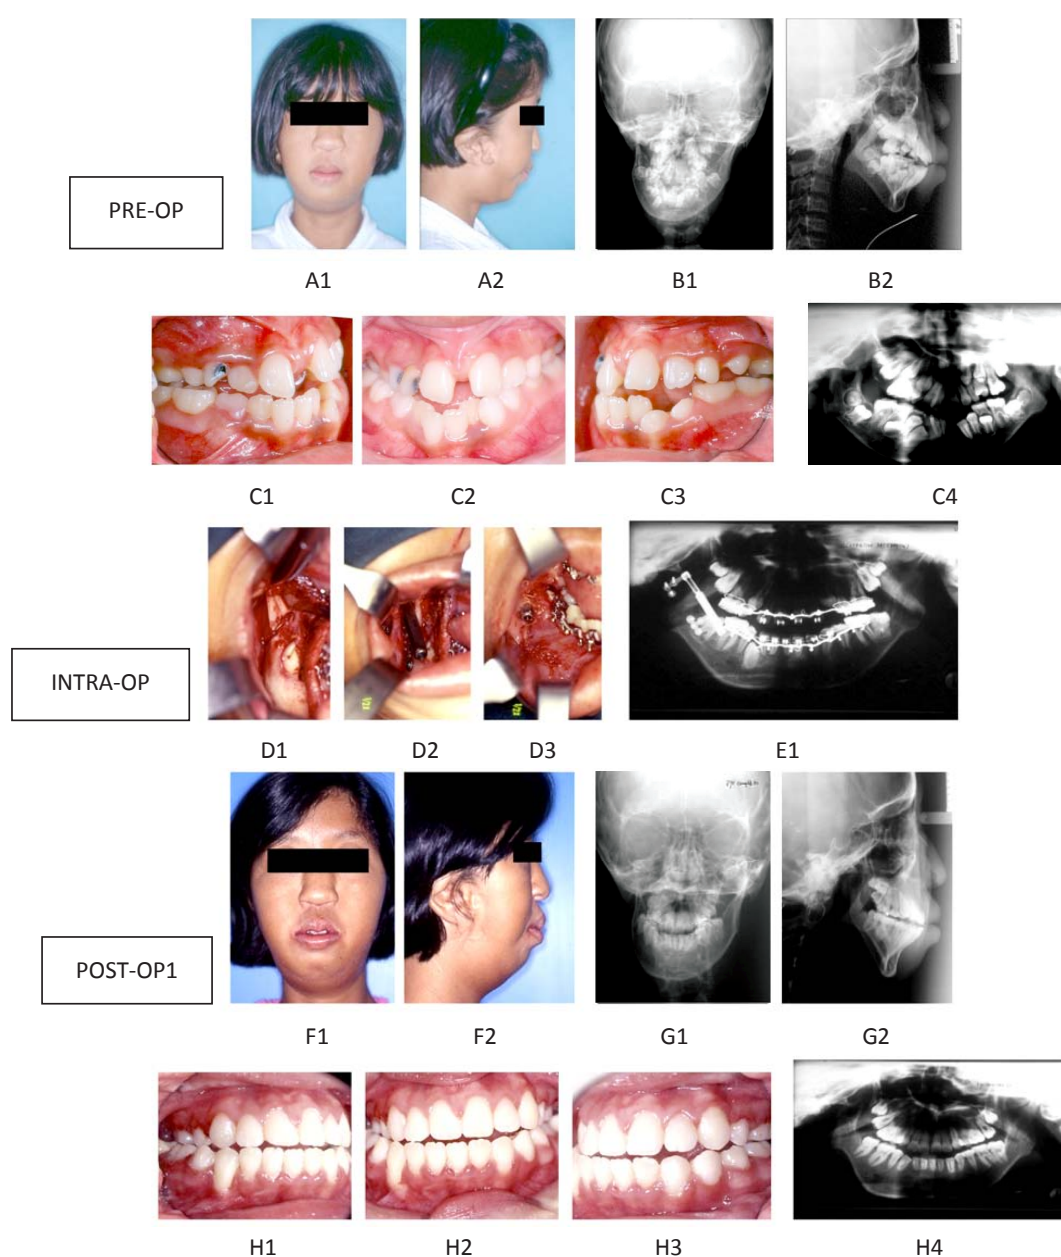 PRE-OP
A1 A2 B1 B2
C1 C2 C3 C4
INTRA-OP
D1 D2 D3 E1
POST-OP1
F1 F2 G1 G2
H1 H2 H3 H4